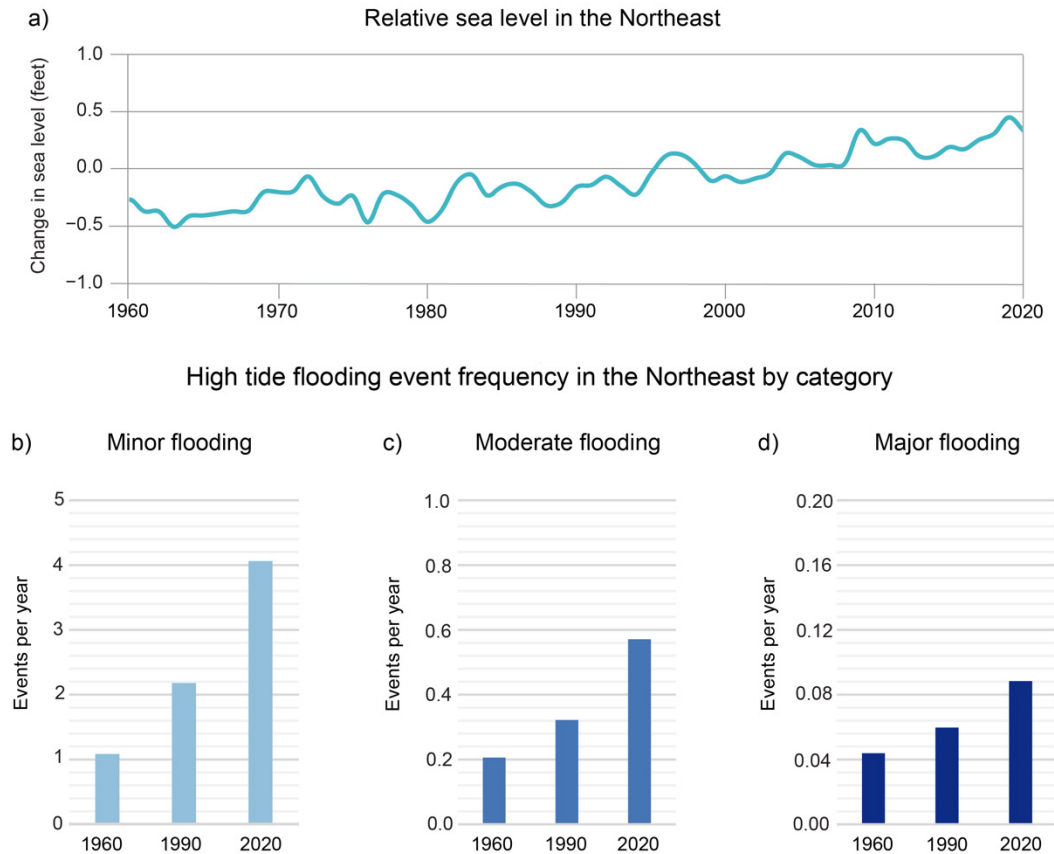 a) Relative sea level in the Northeast
Change in sea level (feet)
1.0
0.5
0.0
−0.5
−1.0
1960 1970 1980 1990 2000 2010 2020
High tide flooding event frequency in the Northeast by category
b) Minor flooding
Events per year
5
4
3
2
1
0
1960 1990 2020
c) Moderate flooding
Events per year
1.0
0.8
0.6
0.4
0.2
0.0
1960 1990 2020
d) Major flooding
Events per year
0.20
0.16
0.12
0.08
0.04
0.00
1960 1990 2020